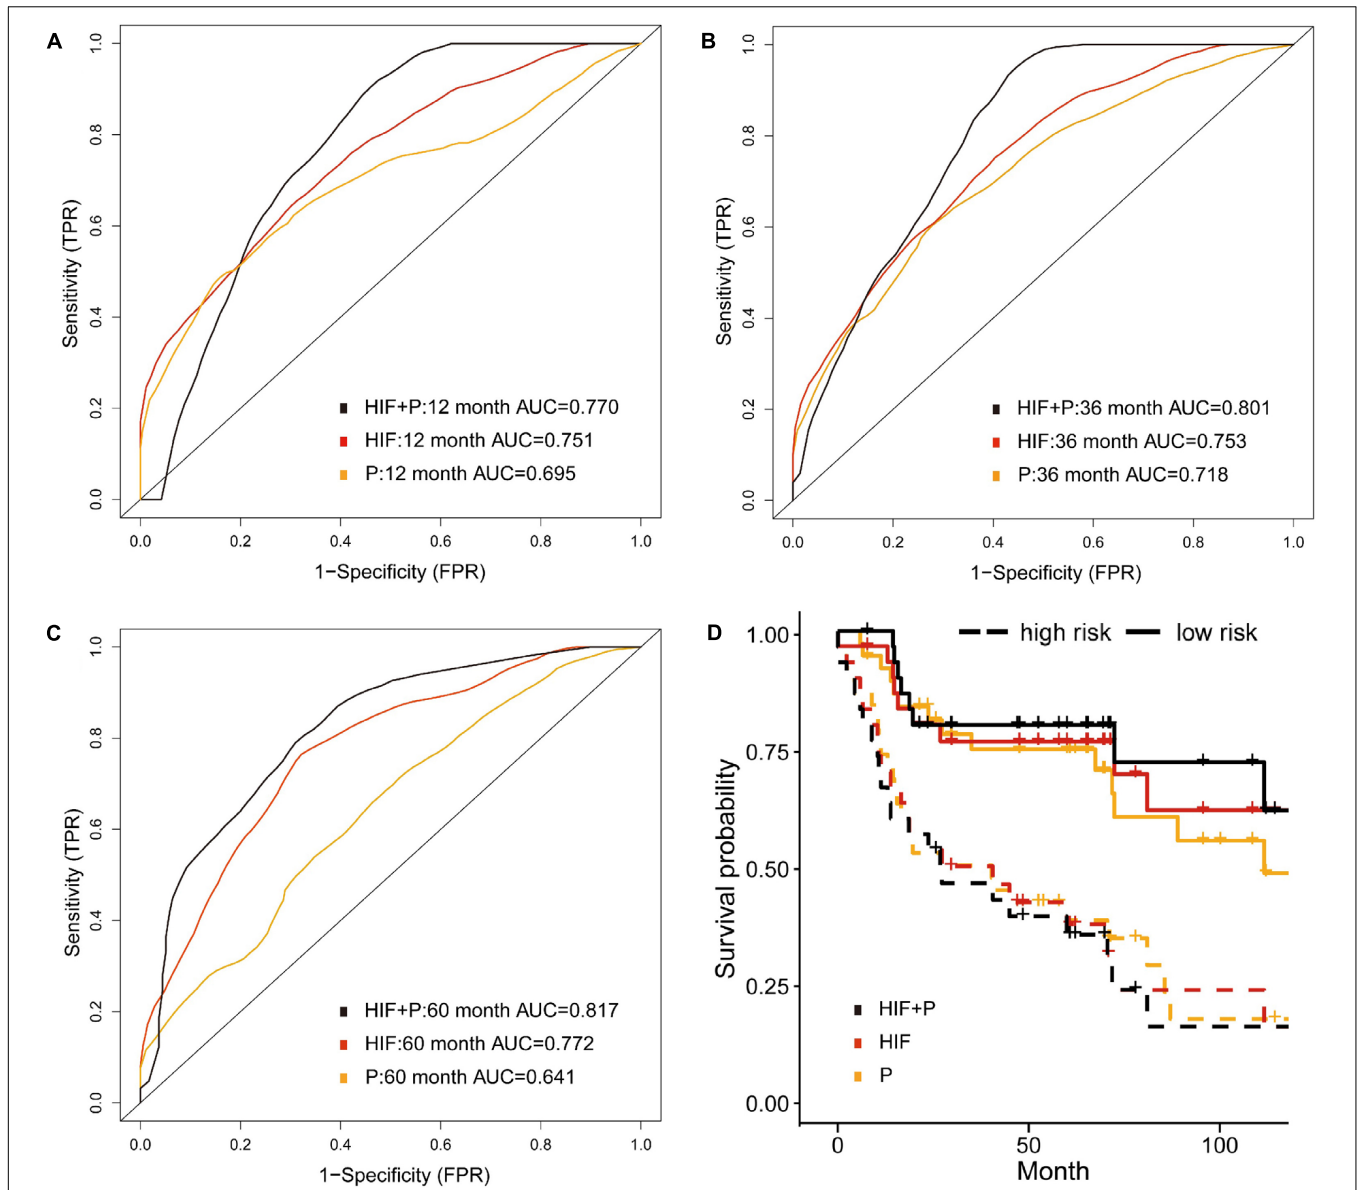 A
1.0
0.8
0.6
0.4
0.2
0.0
Sensitivity (TPR)
HIF+P:12 month AUC=0.770
HIF:12 month AUC=0.751
P:12 month AUC=0.695
0.0 0.2 0.4 0.6 0.8 1.0
1−Specificity (FPR)
B
1.0
0.8
0.6
0.4
0.2
0.0
Sensitivity (TPR)
HIF+P:36 month AUC=0.801
HIF:36 month AUC=0.753
P:36 month AUC=0.718
0.0 0.2 0.4 0.6 0.8 1.0
1−Specificity (FPR)
C
1.0
0.8
0.6
0.4
0.2
0.0
Sensitivity (TPR)
HIF+P:60 month AUC=0.817
HIF:60 month AUC=0.772
P:60 month AUC=0.641
0.0 0.2 0.4 0.6 0.8 1.0
1−Specificity (FPR)
D
high risk low risk
1.00
0.75
0.50
0.25
0.00
Survival probability
HIF+P
HIF
P
0 50 100
Month